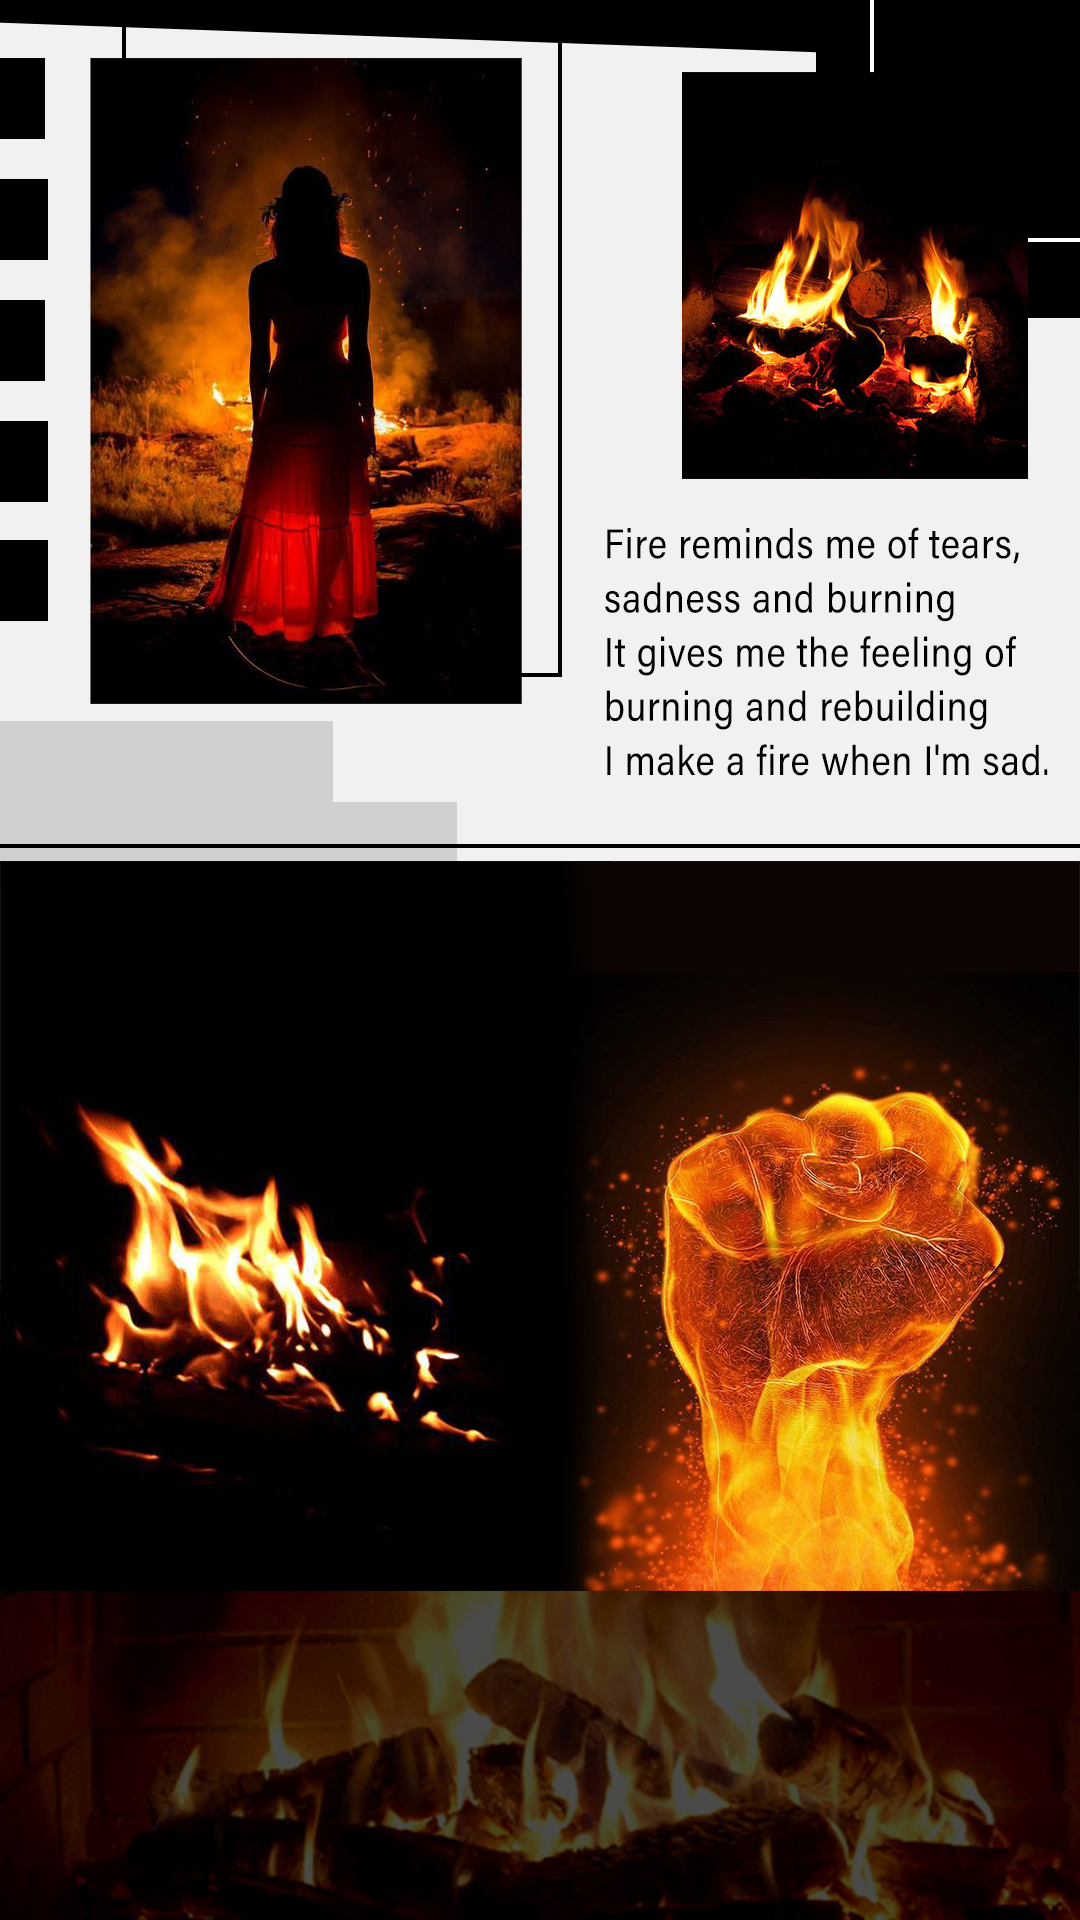 Fire reminds me of tears,
sadness and burning
It gives me the feeling of
burning and rebuilding
I make a fire when I'm sad.